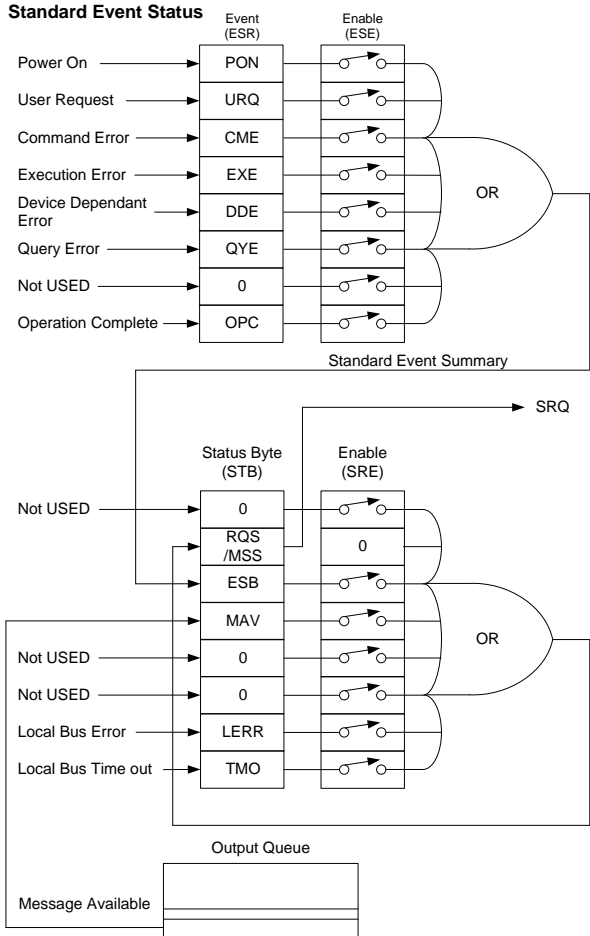 Standard Event Status
Event
(ESR)
Enable
(ESE)
Power On
PON
User Request
URQ
Command Error
CME
Execution Error
EXE
Device Dependant
Error
DDE
Query Error
QYE
Not USED
0
Operation Complete
OPC
OR
Standard Event Summary
SRQ
Status Byte
(STB)
Enable
(SRE)
Not USED
0
RQS
/MSS
0
ESB
MAV
Not USED
0
Not USED
0
Local Bus Error
LERR
Local Bus Time out
TMO
OR
Output Queue
Message Available